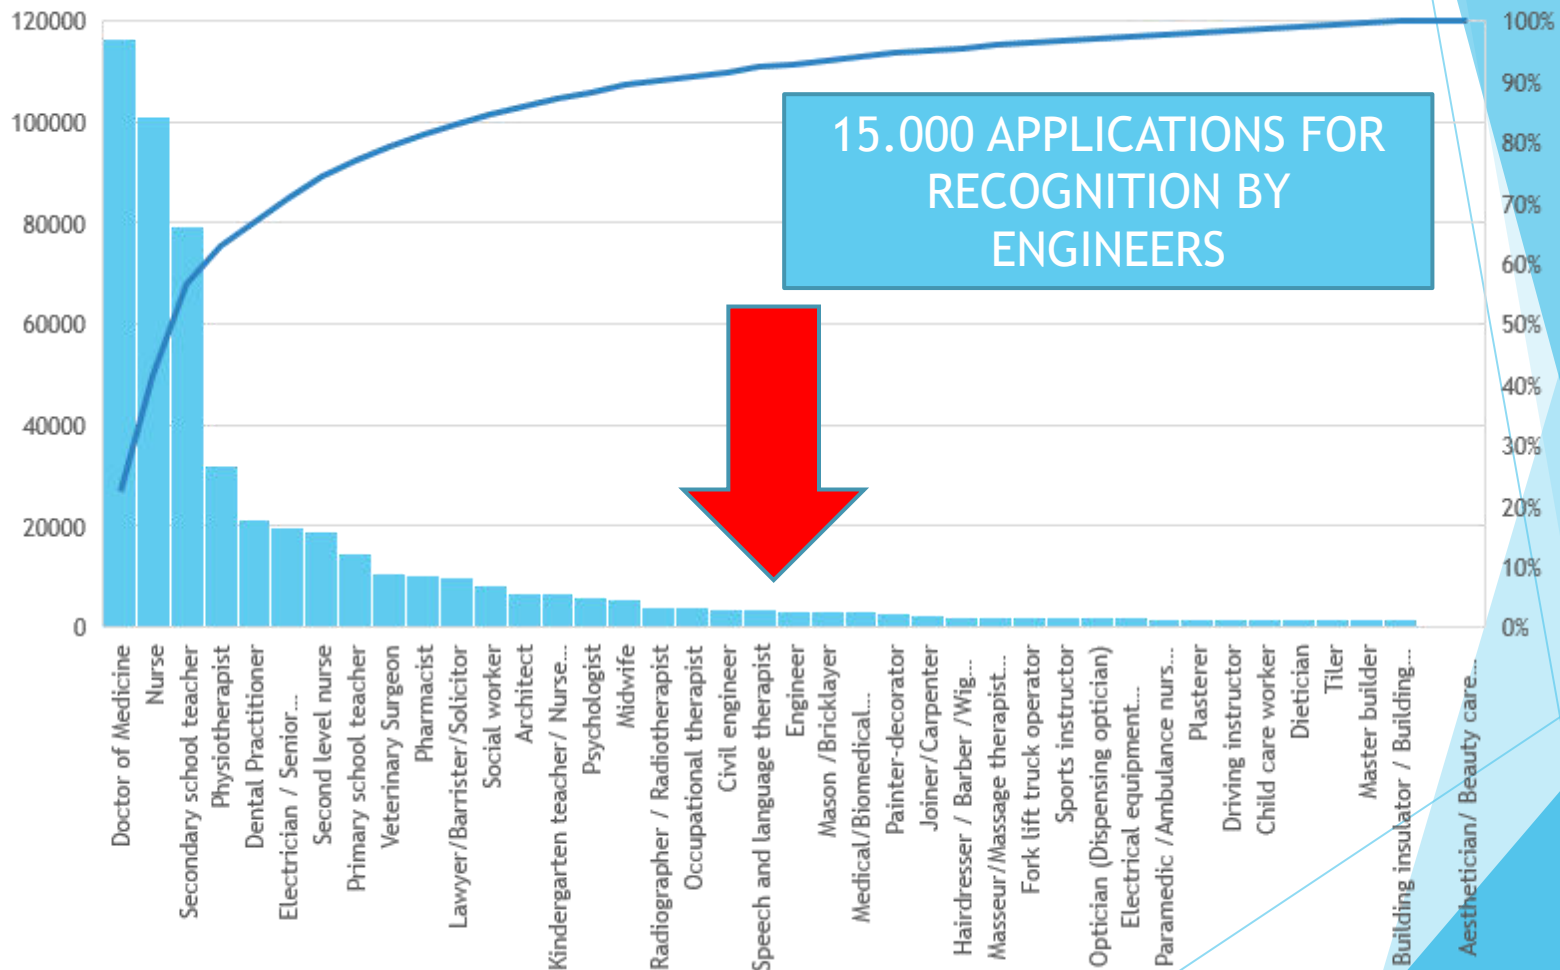 120000
100000
80000
60000
40000
20000
0
100%
90%
80%
70%
60%
50%
40%
30%
20%
10%
0%
15.000 APPLICATIONS FOR
RECOGNITION BY
ENGINEERS
Doctor of Medicine
Nurse
Secondary school teacher
Physiotherapist
Dental Practitioner
Electrician / Senior...
Second level nurse
Primary school teacher
Veterinary Surgeon
Pharmacist
Lawyer/Barrister/Solicitor
Social worker
Architect
Kindergarten teacher/ Nurse...
Psychologist
Midwife
Radiographer / Radiotherapist
Occupational therapist
Civil engineer
Speech and language therapist
Engineer
Mason /Bricklayer
Medical/Biomedical...
Painter-decorator
Joiner/Carpenter
Hairdresser / Barber /Wig...
Masseur/Massage therapist...
Fork lift truck operator
Sports instructor
Optician (Dispensing optician)
Electrical equipment...
Paramedic /Ambulance nurs...
Plasterer
Driving instructor
Child care worker
Dietician
Tiler
Master builder
Building insulator / Building...
Aesthetician/ Beauty care...